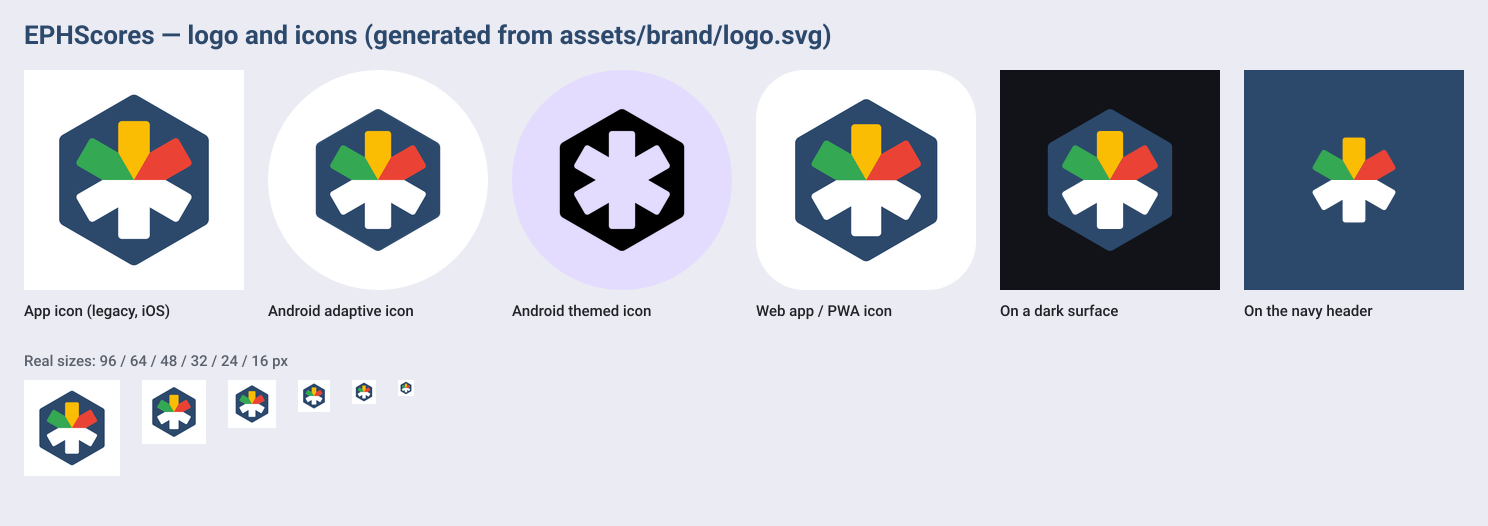 EPHScores — logo and icons (generated from assets/brand/logo.svg)
App icon (legacy, iOS)
Android adaptive icon
Android themed icon
Web app / PWA icon
On a dark surface
On the navy header
Real sizes: 96 / 64 / 48 / 32 / 24 / 16 px